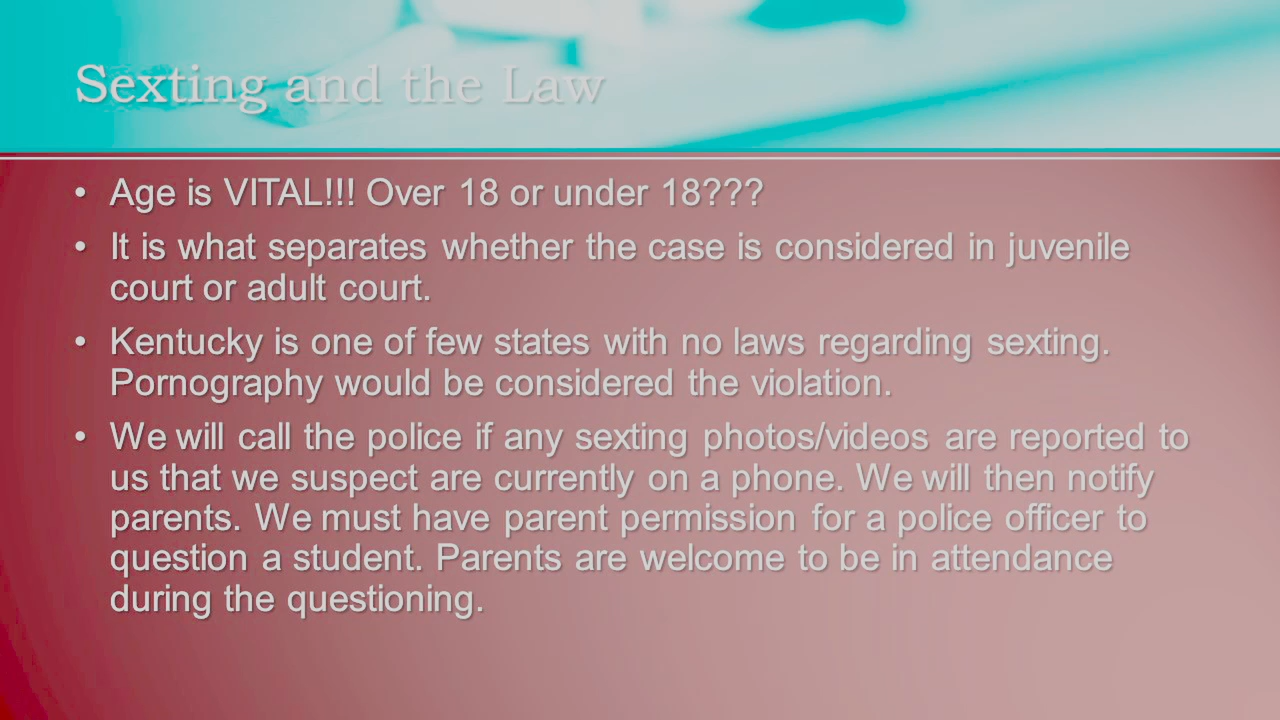 Sexting and the Law
• Age is VITAL!!! Over 18 or under 18???
• It is what separates whether the case is considered in juvenile
court or adult court.
• Kentucky is one of few states with no laws regarding sexting.
Pornography would be considered the violation.
• We will call the police if any sexting photos/videos are reported to
us that we suspect are currently on a phone. We will then notify
parents. We must have parent permission for a police officer to
question a student. Parents are welcome to be in attendance
during the questioning.